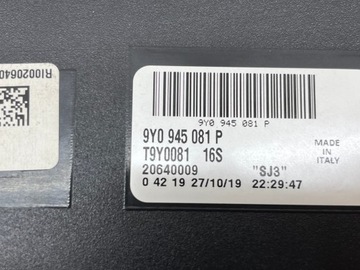 RI0020640
9Y0 945 081 P
9Y0 945 081 P
T9Y0081 16S
20640009 "SJ3"
0 42 19 27/10/19 22:29:47
MADE
IN
ITALY